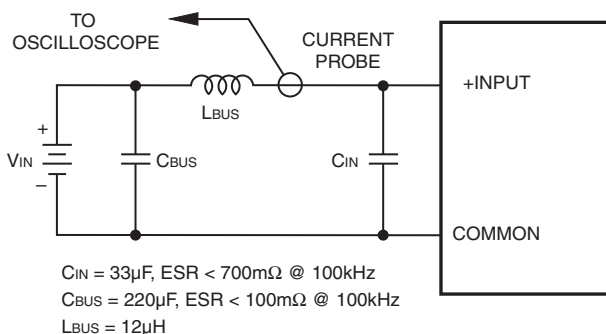 TO
OSCILLOSCOPE
CURRENT
PROBE
+INPUT
LBUS
+
VIN
CBUS
CIN
–
COMMON
CIN = 33µF, ESR < 700mΩ @ 100kHz
CBUS = 220µF, ESR < 100mΩ @ 100kHz
LBUS = 12µH